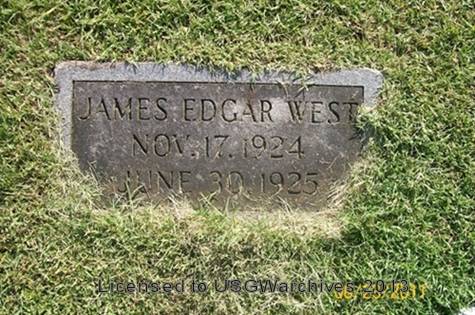 JAMES EDGAR WEST
NOV. 17. 1924
JUNE 30. 1925
Licensed to USGWarchives 2013